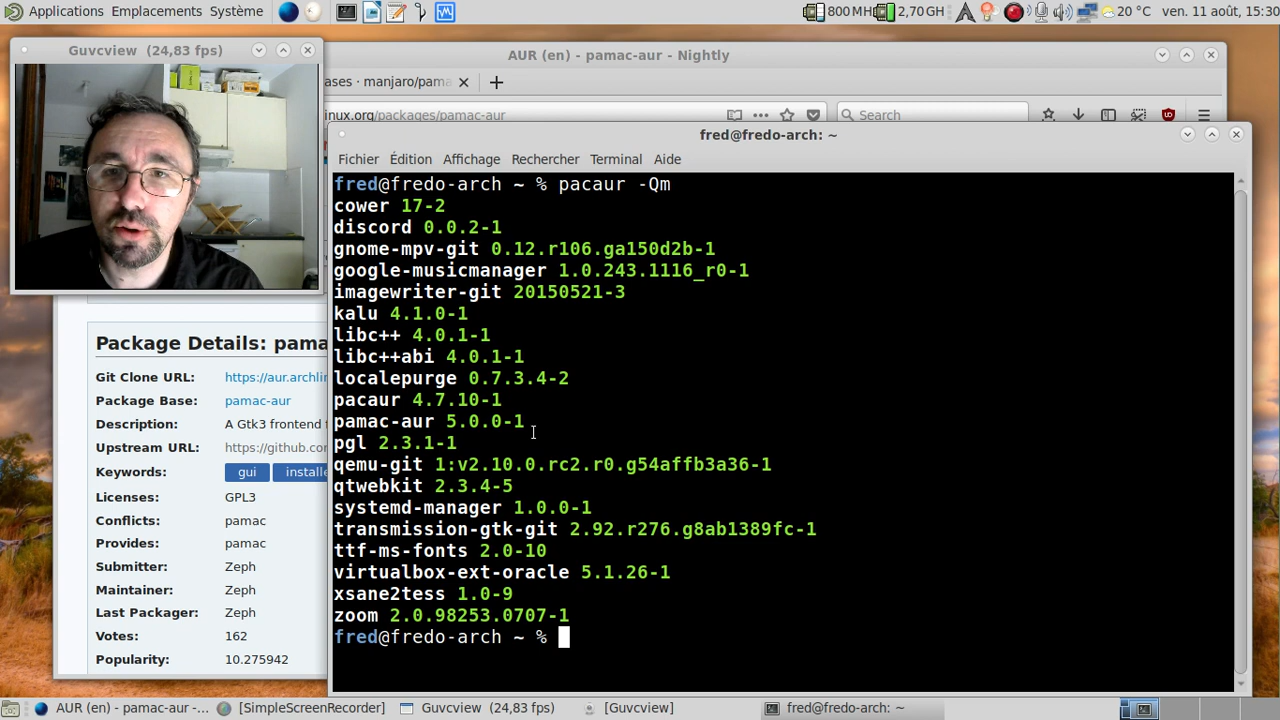 Applications Emplacements Système 800 MH 2,70GH 20 °C ven. 11 août, 15:30
Guvcview (24,83 fps)
AUR (en) - pamac-aur - Nightly
ases · manjaro/pama
inux.org/packages/pamac-aur Search
fred@fredo-arch: ~
Fichier Édition Affichage Rechercher Terminal Aide
fred@fredo-arch ~ % pacaur -Qm
cower 17-2
discord 0.0.2-1
gnome-mpv-git 0.12.r106.ga150d2b-1
google-musicmanager 1.0.243.1116_r0-1
imagewriter-git 20150521-3
kalu 4.1.0-1
libc++ 4.0.1-1
libc++abi 4.0.1-1
localepurge 0.7.3.4-2
pacaur 4.7.10-1
pamac-aur 5.0.0-1
pgl 2.3.1-1
qemu-git 1:v2.10.0.rc2.r0.g54affb3a36-1
qtwebkit 2.3.4-5
systemd-manager 1.0.0-1
transmission-gtk-git 2.92.r276.g8ab1389fc-1
ttf-ms-fonts 2.0-10
virtualbox-ext-oracle 5.1.26-1
xsane2tess 1.0-9
zoom 2.0.98253.0707-1
fred@fredo-arch ~ %
Package Details: pama
Git Clone URL: https://aur.archlin
Package Base: pamac-aur
Description: A Gtk3 frontend f
Upstream URL: https://github.co
Keywords: gui installe
Licenses: GPL3
Conflicts: pamac
Provides: pamac
Submitter: Zeph
Maintainer: Zeph
Last Packager: Zeph
Votes: 162
Popularity: 10.275942
AUR (en) - pamac-aur -... [SimpleScreenRecorder] Guvcview (24,83 fps) [Guvcview] fred@fredo-arch: ~